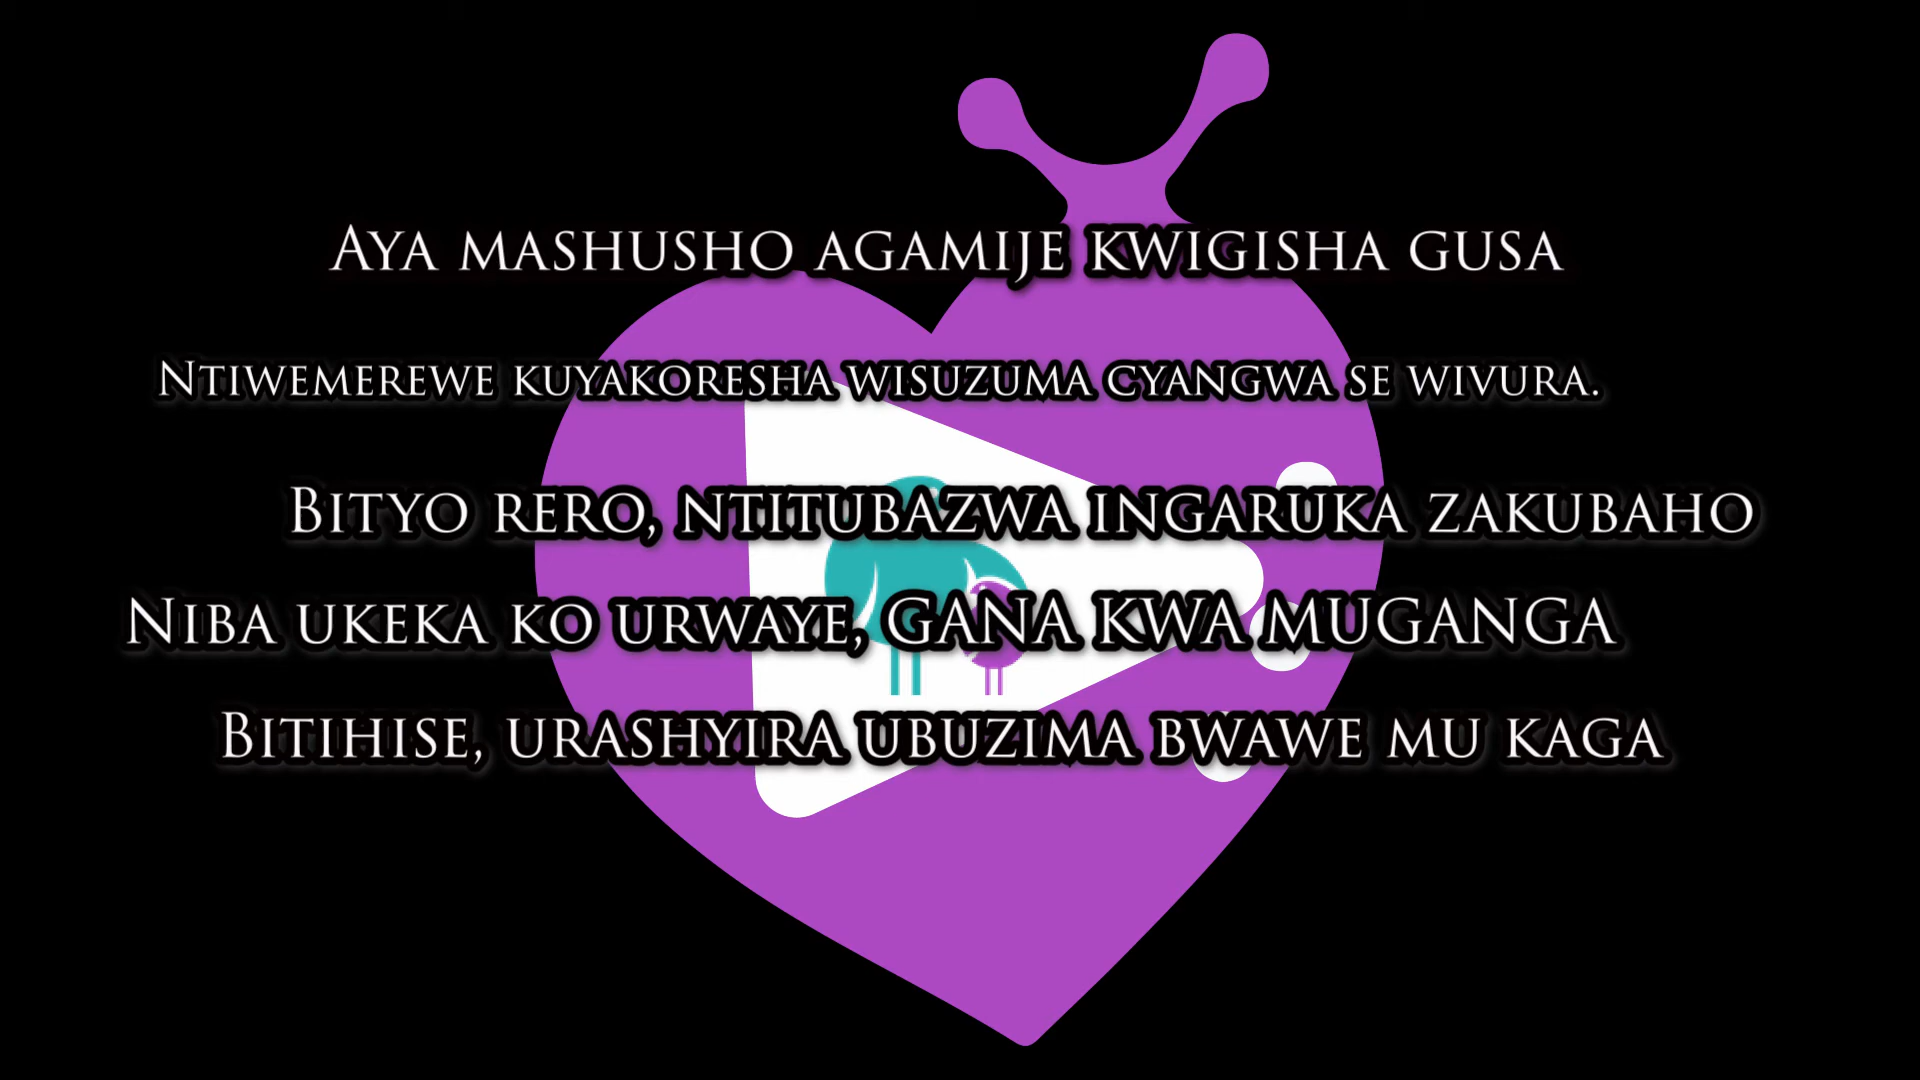 Aya mashusho agamije kwigisha gusa
Ntiwemerewe kuyakoresha wisuzuma cyangwa se wivura.
Bityo rero, ntitubazwa ingaruka zakubaho
Niba ukeka ko urwaye, gana kwa muganga
Bitihise, urashyira ubuzima bwawe mu kaga